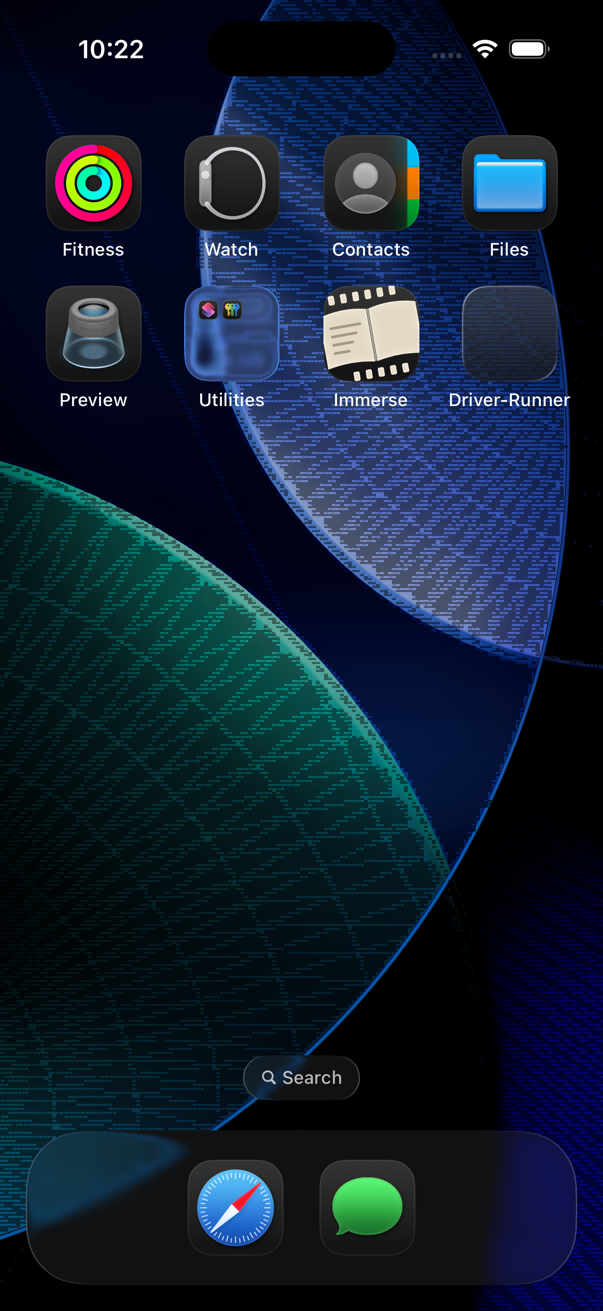 10:22
Fitness
Watch
Contacts
Files
Preview
Utilities
Immerse
Driver-Runner
Search